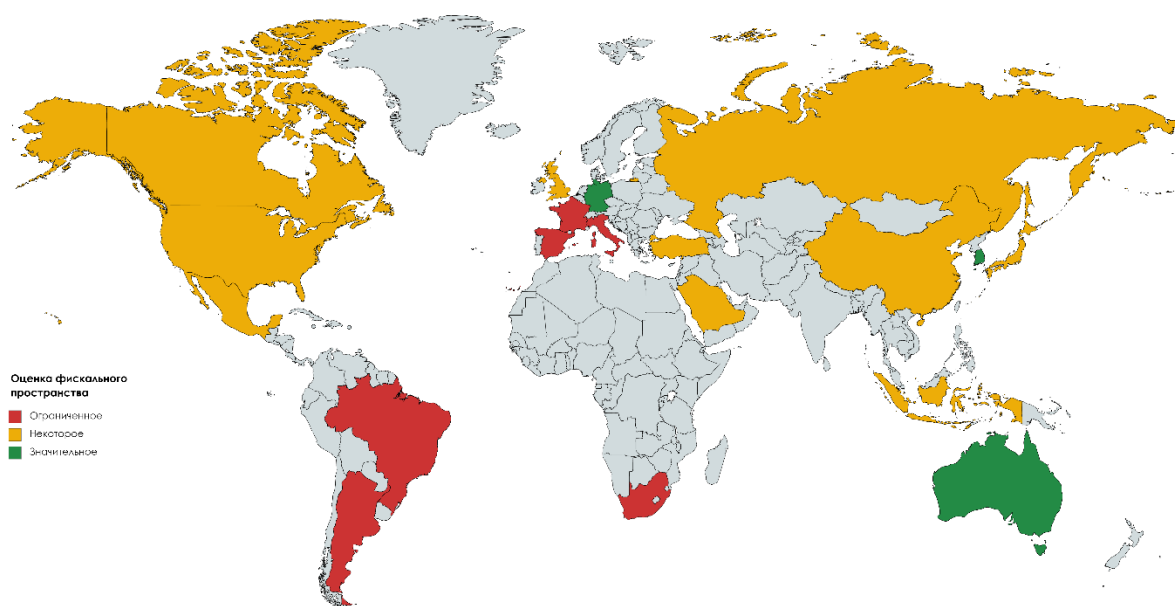 Оценка фискального
пространства
Ограниченное
Некоторое
Значительное